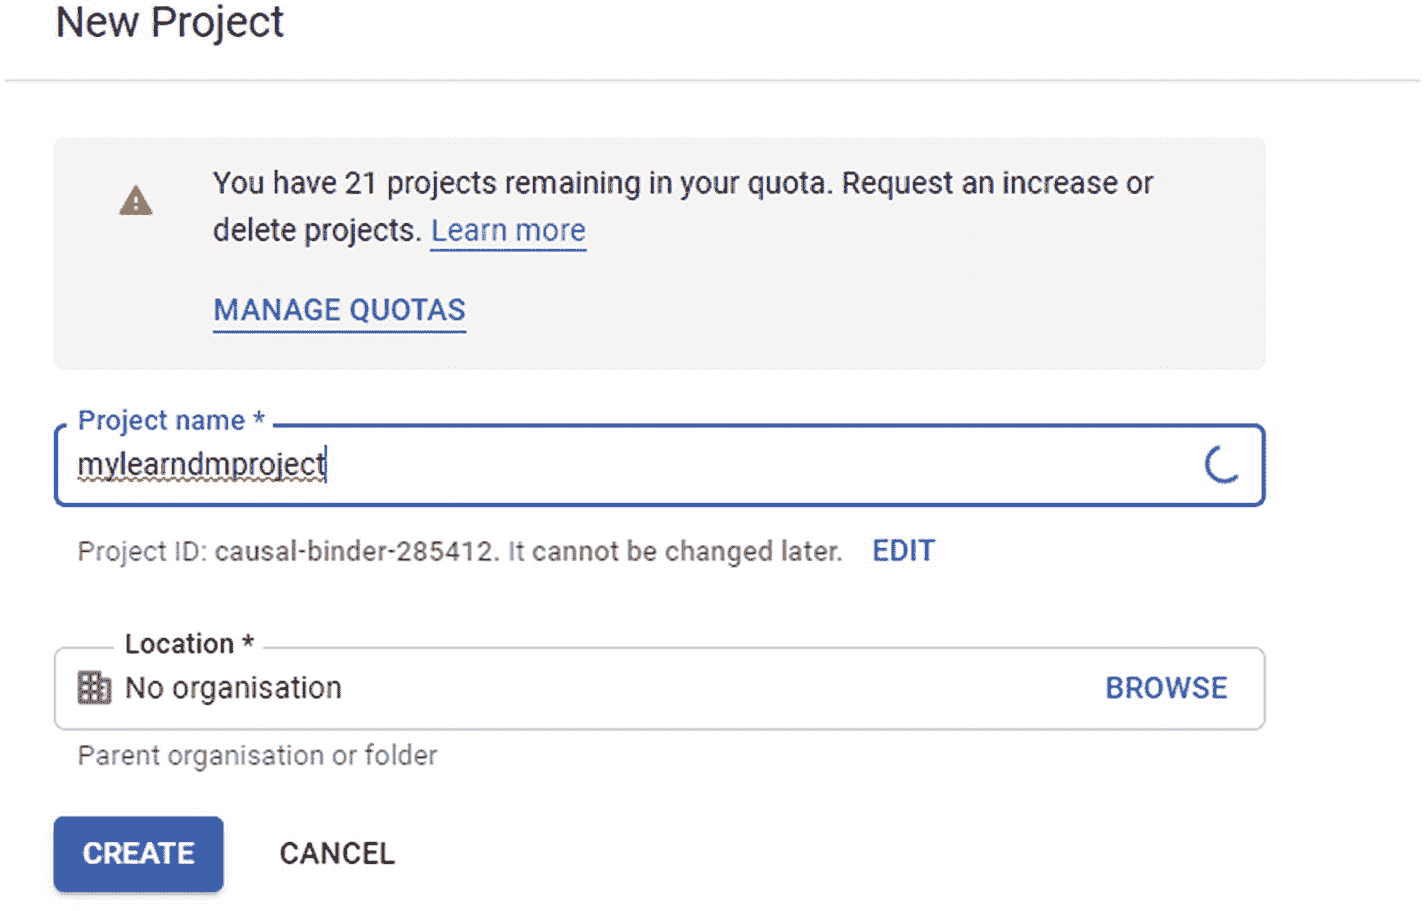 New Project
You have 21 projects remaining in your quota. Request an increase or
delete projects. Learn more
MANAGE QUOTAS
Project name *
mylearndmproject
Project ID: causal-binder-285412. It cannot be changed later. EDIT
Location *
No organisation BROWSE
Parent organisation or folder
CREATE CANCEL